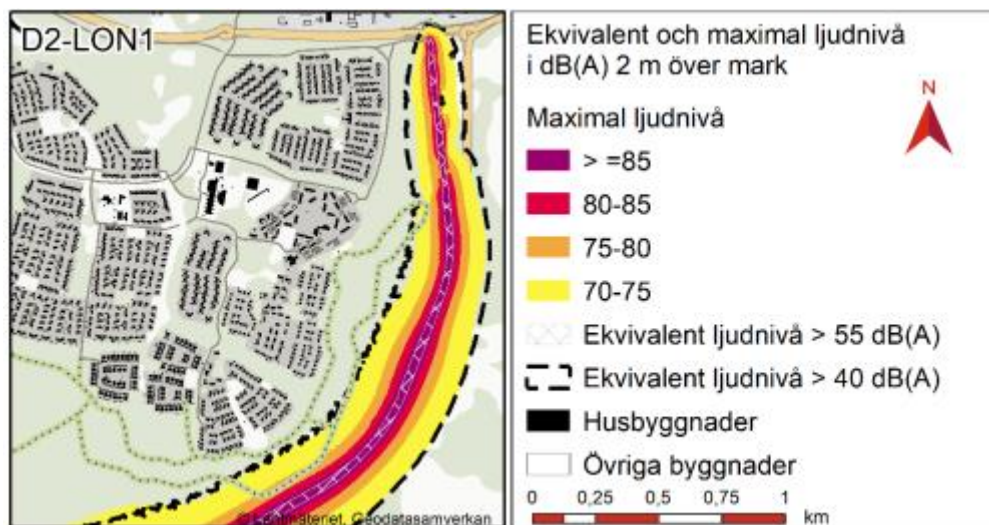 D2-LON1
Ekvivalent och maximal ljudnivå
i dB(A) 2 m över mark
Maximal ljudnivå
> =85
80-85
75-80
70-75
Ekvivalent ljudnivå > 55 dB(A)
Ekvivalent ljudnivå > 40 dB(A)
Husbyggnader
Övriga byggnader
N
0 0,25 0,5 0,75 1
km
© Lantmäteriet, Geodatasamverkan